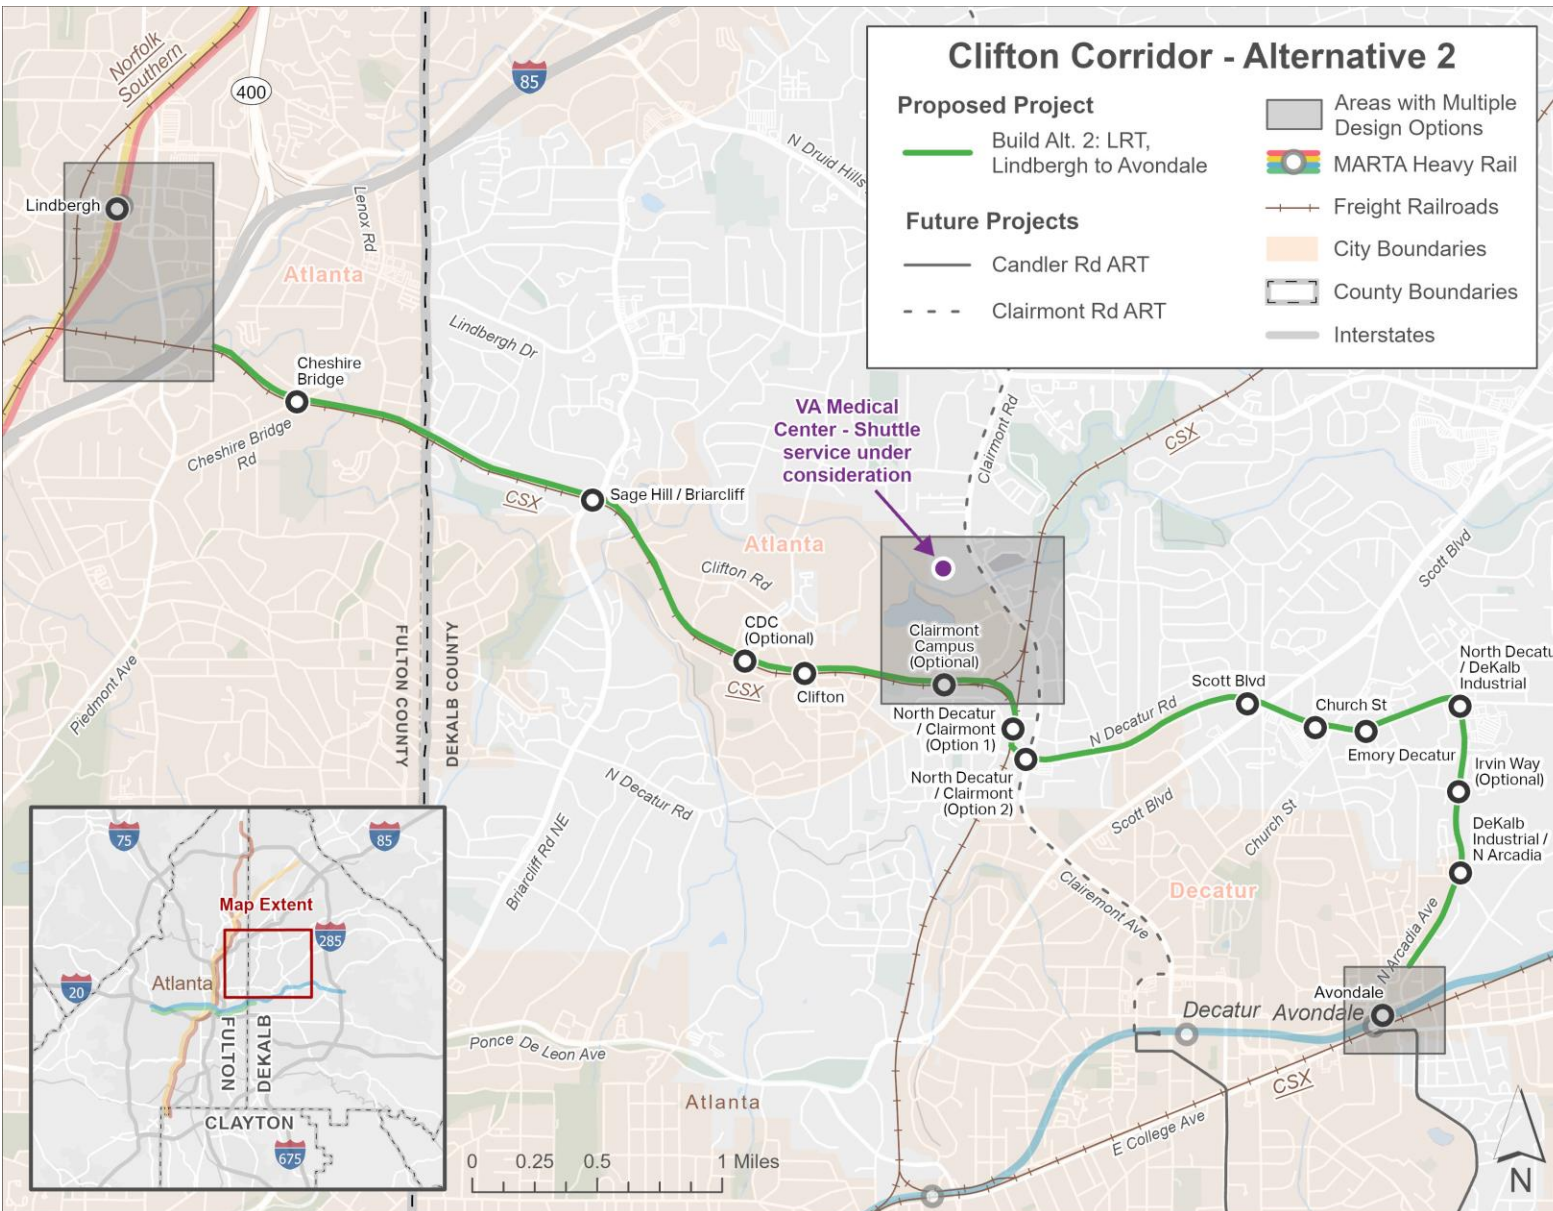 Clifton Corridor - Alternative 2
Proposed Project
Build Alt. 2: LRT,
Lindbergh to Avondale
Future Projects
Candler Rd ART
Clairmont Rd ART
Areas with Multiple
Design Options
MARTA Heavy Rail
Freight Railroads
City Boundaries
County Boundaries
Interstates
Norfolk
Southern
400
85
N Druid Hills
Lindbergh
Lenox Rd
Atlanta
Lindbergh Dr
Cheshire
Bridge
Cheshire Bridge
Rd
CSX
Sage Hill / Briarcliff
VA Medical
Center - Shuttle
service under
consideration
Clairmont Rd
CSX
Scott Blvd
Atlanta
Clifton Rd
CDC
(Optional)
CSX
Clifton
Clairmont
Campus
(Optional)
North Decatur
/ Clairmont
(Option 1)
North Decatur
/ Clairmont
(Option 2)
N Decatur Rd
Scott Blvd
Church St
Emory Decatur
North Decatu
/ DeKalb
Industrial
Irvin Way
(Optional)
DeKalb
Industrial /
N Arcadia
N Arcadia Ave
Piedmont Ave
FULTON COUNTY
DEKALB COUNTY
N Decatur Rd
Briarcliff Rd NE
Scott Blvd
Church St
Clairemont Ave
Decatur
Avondale
Decatur
Avondale
CSX
E College Ave
Ponce De Leon Ave
Atlanta
75
85
Map Extent
285
Atlanta
20
FULTON
DEKALB
CLAYTON
675
0 0.25 0.5 1 Miles
N